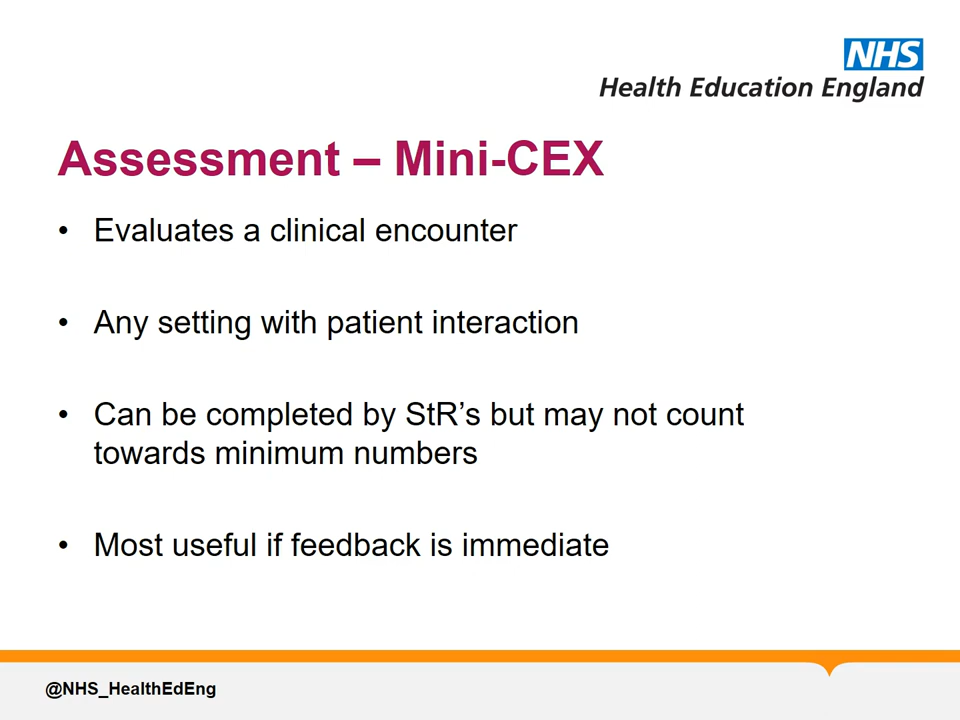 NHS
Health Education England
Assessment – Mini-CEX
• Evaluates a clinical encounter
• Any setting with patient interaction
• Can be completed by StR’s but may not count
towards minimum numbers
• Most useful if feedback is immediate
@NHS_HealthEdEng